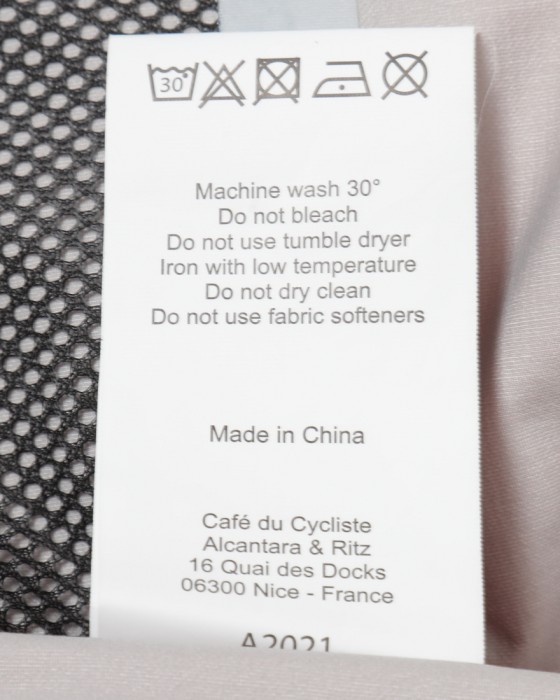 30
Machine wash 30°
Do not bleach
Do not use tumble dryer
Iron with low temperature
Do not dry clean
Do not use fabric softeners
Made in China
Café du Cycliste
Alcantara & Ritz
16 Quai des Docks
06300 Nice - France
A2021